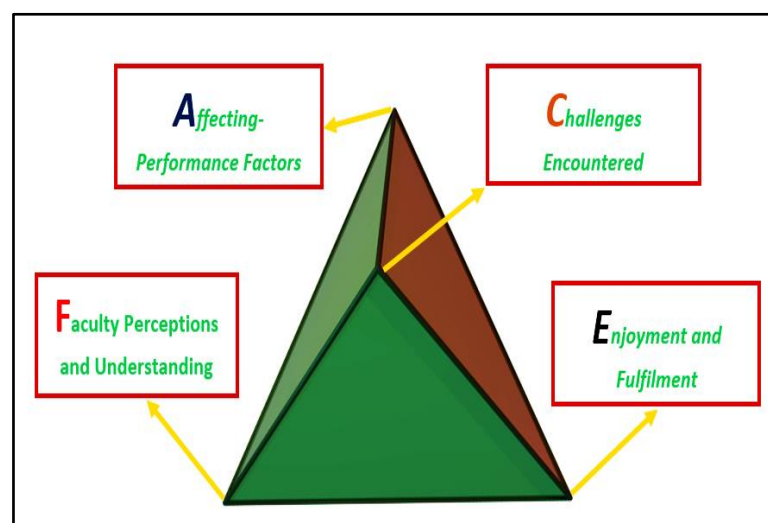 Affecting-
Performance Factors
Challenges
Encountered
Faculty Perceptions
and Understanding
Enjoyment and
Fulfilment